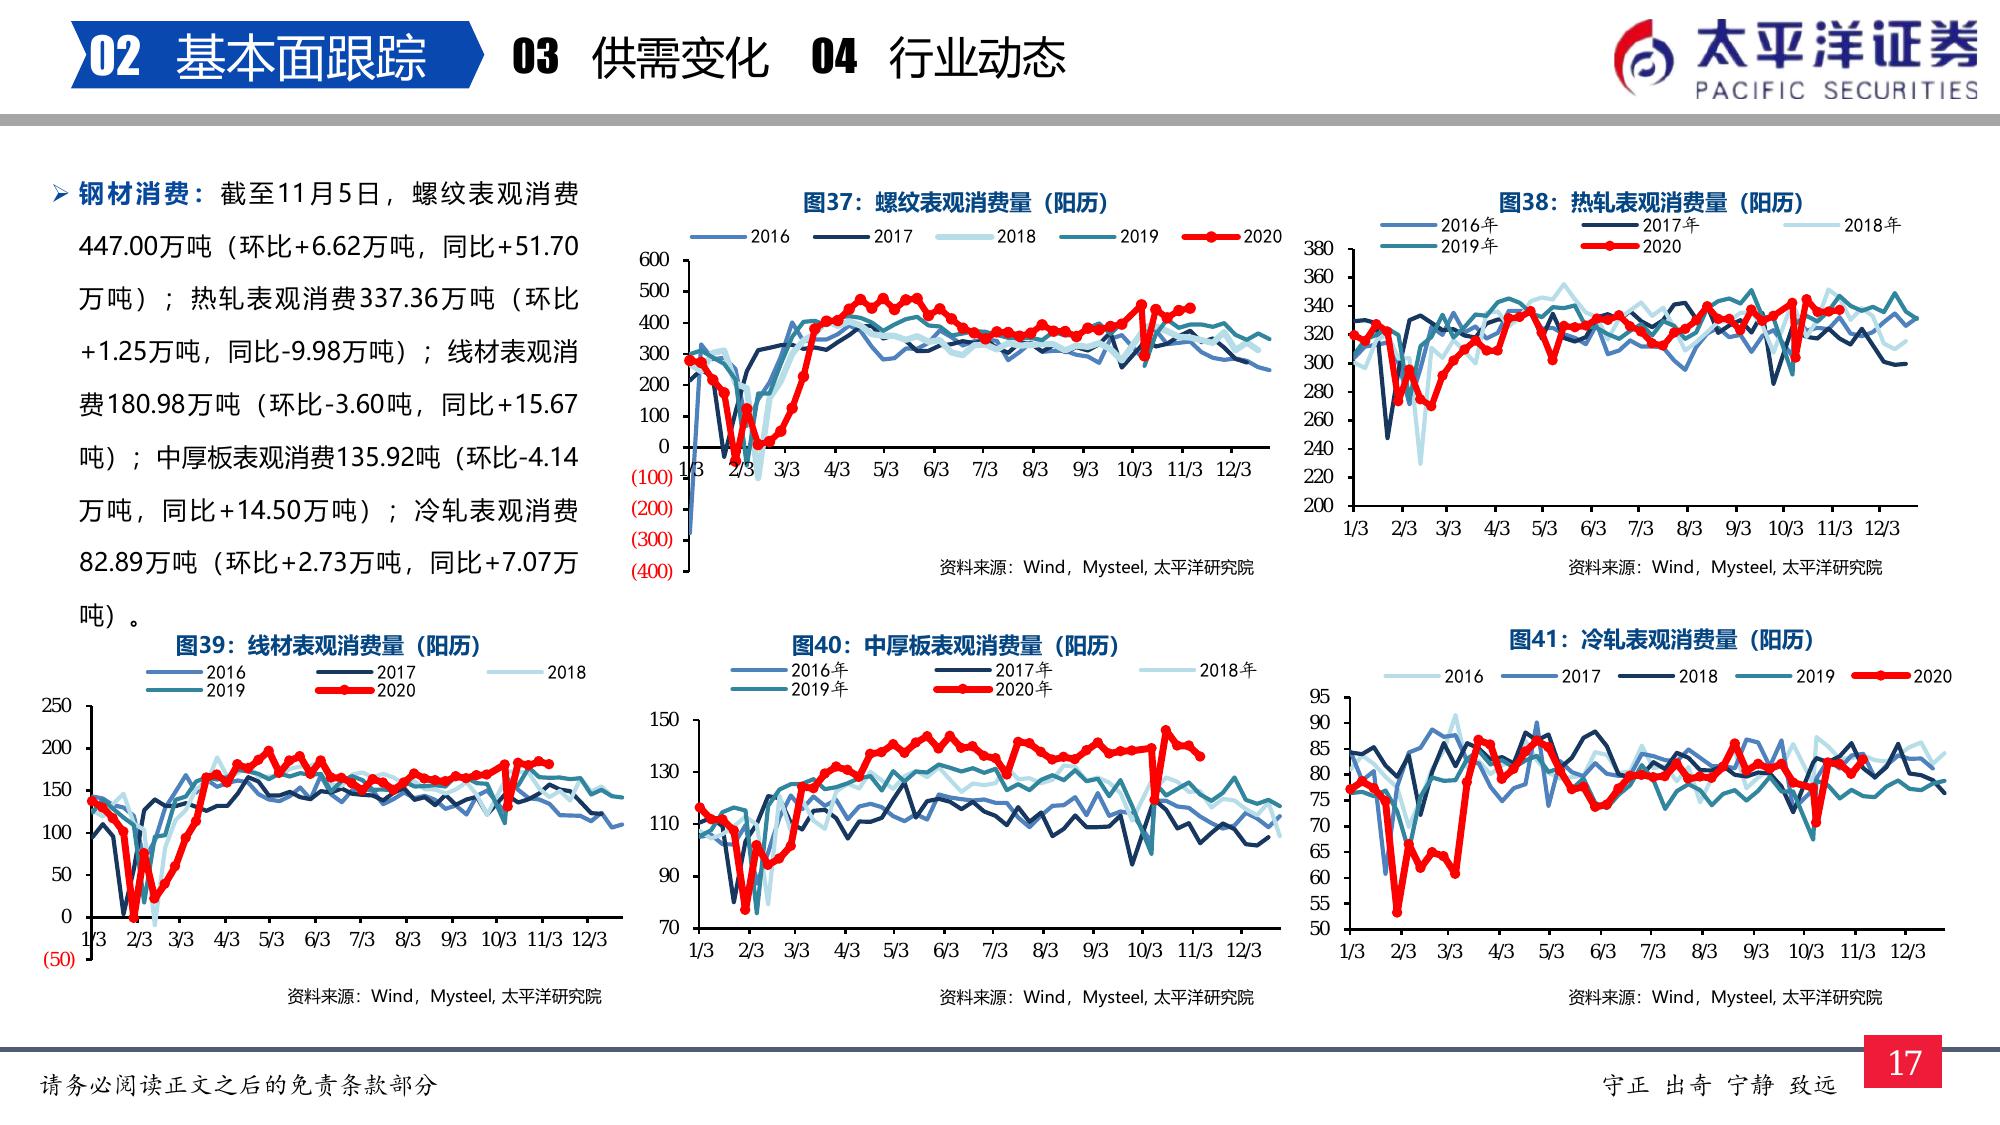 02 基本面跟踪 03 供需变化 04 行业动态
太平洋证券
PACIFIC SECURITIES
➢ 钢材消费：截至11月5日，螺纹表观消费
447.00万吨（环比+6.62万吨，同比+51.70
万吨）；热轧表观消费337.36万吨（环比
+1.25万吨，同比-9.98万吨）；线材表观消
费180.98万吨（环比-3.60吨，同比+15.67
吨）；中厚板表观消费135.92吨（环比-4.14
万吨，同比+14.50万吨）；冷轧表观消费
82.89万吨（环比+2.73万吨，同比+7.07万
吨）。
图37：螺纹表观消费量（阳历）
2016 2017 2018 2019 2020
600
500
400
300
200
100
0
(100)
(200)
(300)
(400)
1/3 2/3 3/3 4/3 5/3 6/3 7/3 8/3 9/3 10/3 11/3 12/3
资料来源：Wind，Mysteel, 太平洋研究院
图38：热轧表观消费量（阳历）
2016年 2017年 2018年
2019年 2020
380
360
340
320
300
280
260
240
220
200
1/3 2/3 3/3 4/3 5/3 6/3 7/3 8/3 9/3 10/3 11/3 12/3
资料来源：Wind，Mysteel, 太平洋研究院
图39：线材表观消费量（阳历）
2016 2017 2018
2019 2020
250
200
150
100
50
0
(50)
1/3 2/3 3/3 4/3 5/3 6/3 7/3 8/3 9/3 10/3 11/3 12/3
资料来源：Wind，Mysteel, 太平洋研究院
图40：中厚板表观消费量（阳历）
2016年 2017年 2018年
2019年 2020年
150
130
110
90
70
1/3 2/3 3/3 4/3 5/3 6/3 7/3 8/3 9/3 10/3 11/3 12/3
资料来源：Wind，Mysteel, 太平洋研究院
图41：冷轧表观消费量（阳历）
2016 2017 2018 2019 2020
95
90
85
80
75
70
65
60
55
50
1/3 2/3 3/3 4/3 5/3 6/3 7/3 8/3 9/3 10/3 11/3 12/3
资料来源：Wind，Mysteel, 太平洋研究院
请务必阅读正文之后的免责条款部分
守正 出奇 宁静 致远
17